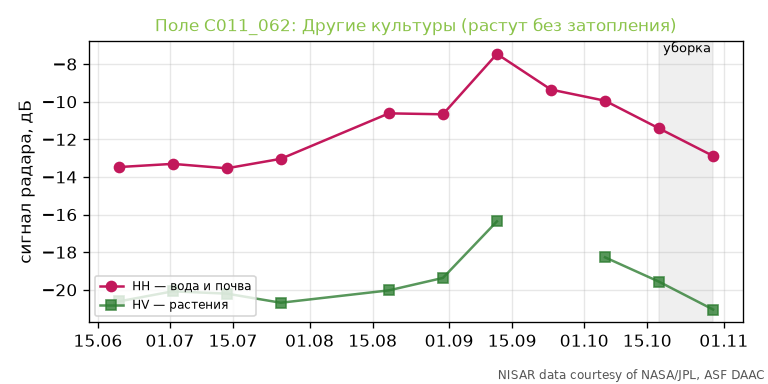 Поле C011_062: Другие культуры (растут без затопления)
уборка
−8
−10
−12
−14
−16
−18
−20
сигнал радара, дБ
HH — вода и почва
HV — растения
15.06 01.07 15.07 01.08 15.08 01.09 15.09 01.10 15.10 01.11
NISAR data courtesy of NASA/JPL, ASF DAAC